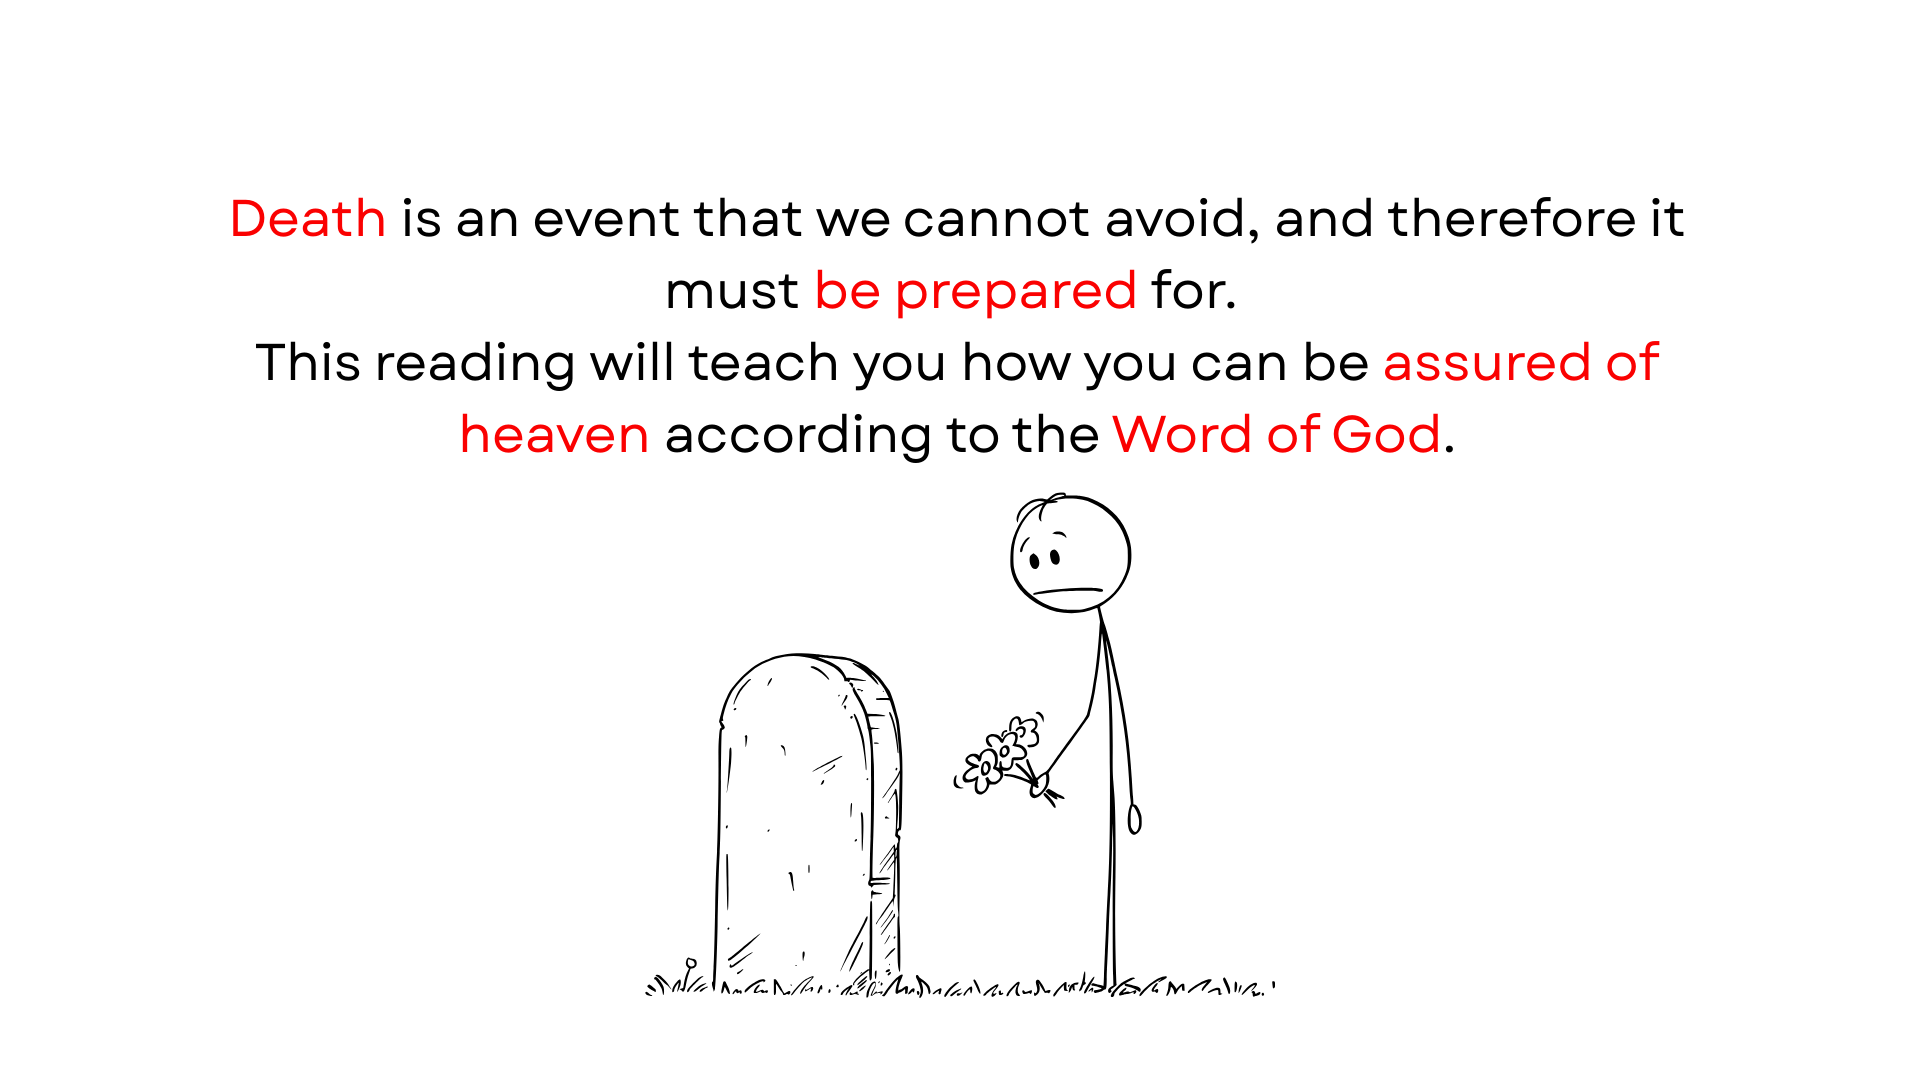 Death is an event that we cannot avoid, and therefore it
must be prepared for.
This reading will teach you how you can be assured of
heaven according to the Word of God.